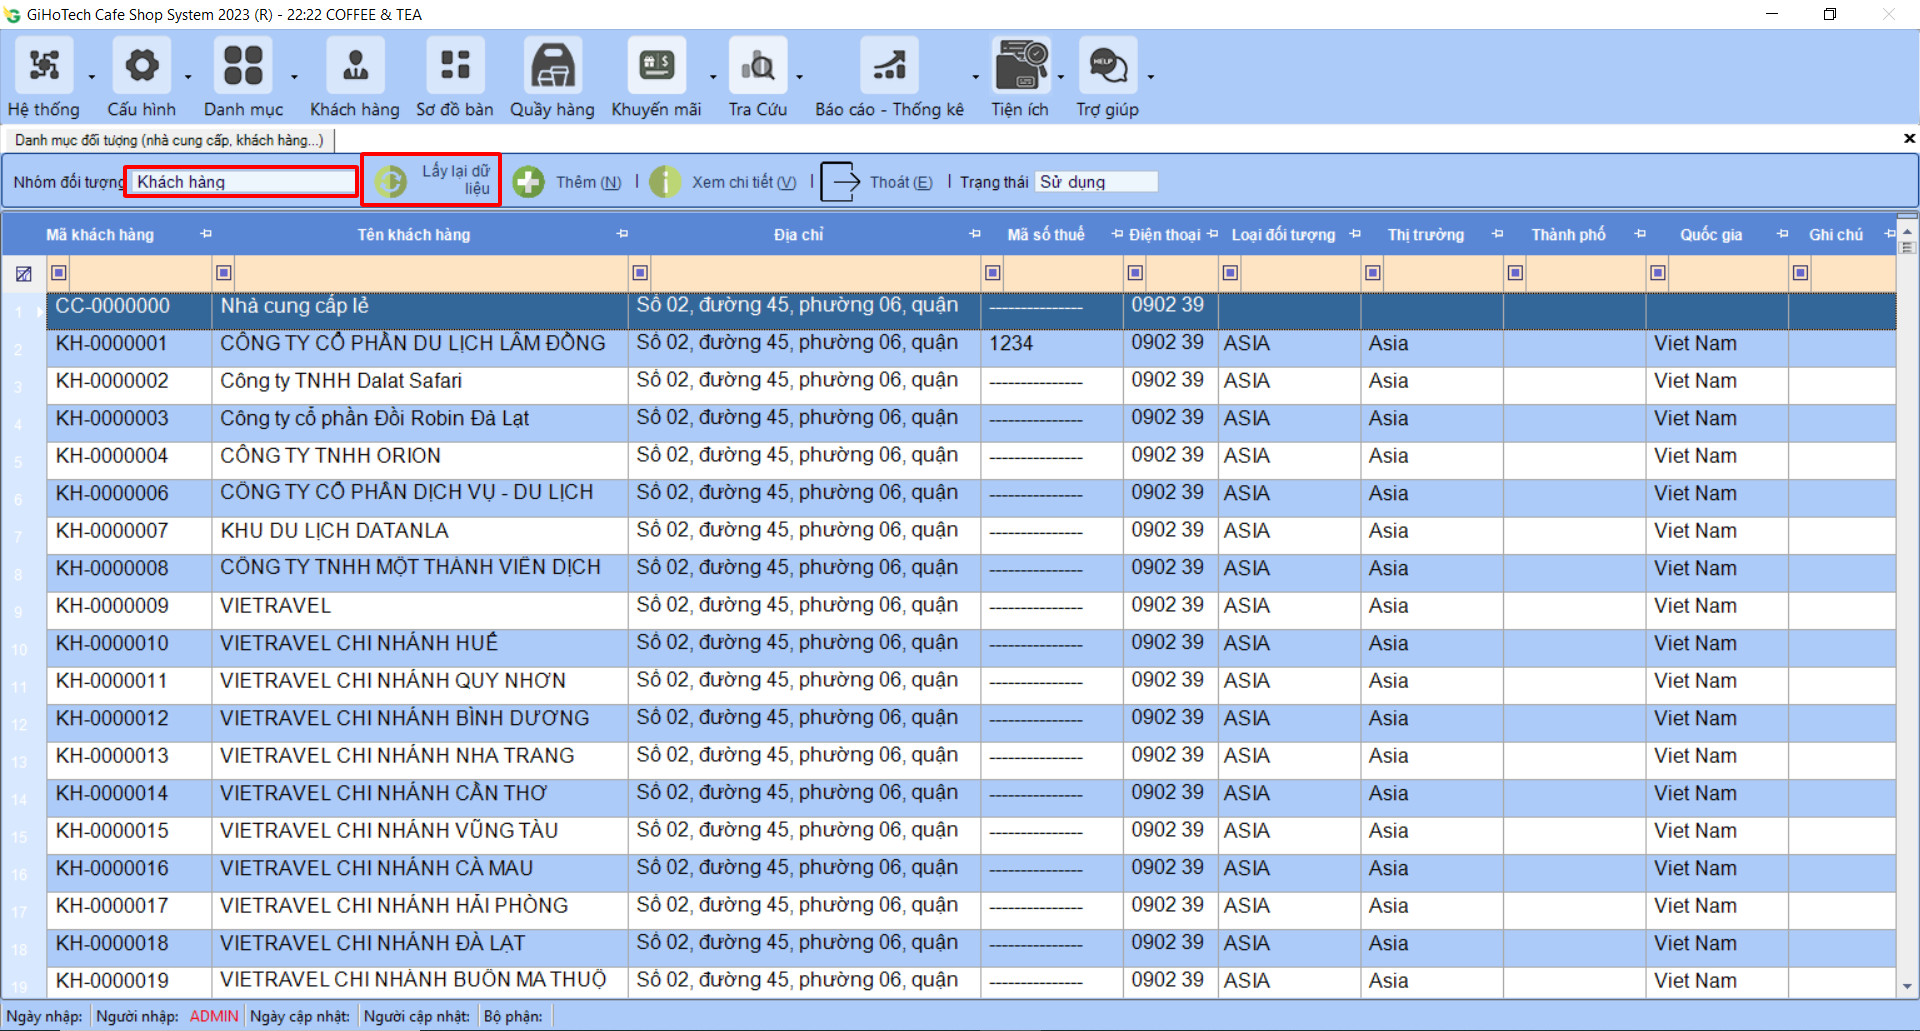 GiHoTech Cafe Shop System 2023 (R) - 22:22 COFFEE & TEA
Hệ thống Cấu hình Danh mục Khách hàng Sơ đồ bàn Quầy hàng Khuyến mãi Tra Cứu Báo cáo - Thống kê Tiện ích Trợ giúp
Danh mục đối tượng (nhà cung cấp, khách hàng...)
Nhóm đối tượng Khách hàng Lấy lại dữ liệu Thêm (N) Xem chi tiết (V) Thoát (E) Trạng thái Sử dụng
Mã khách hàng Tên khách hàng Địa chỉ Mã số thuế Điện thoại Loại đối tượng Thị trường Thành phố Quốc gia Ghi chú
1 CC-0000000 Nhà cung cấp lẻ Số 02, đường 45, phường 06, quận --------------- 0902 39
2 KH-0000001 CÔNG TY CỔ PHẦN DU LỊCH LÂM ĐỒNG Số 02, đường 45, phường 06, quận 1234 0902 39 ASIA Asia Viet Nam
3 KH-0000002 Công ty TNHH Dalat Safari Số 02, đường 45, phường 06, quận --------------- 0902 39 ASIA Asia Viet Nam
4 KH-0000003 Công ty cổ phần Đồi Robin Đà Lạt Số 02, đường 45, phường 06, quận --------------- 0902 39 ASIA Asia Viet Nam
5 KH-0000004 CÔNG TY TNHH ORION Số 02, đường 45, phường 06, quận --------------- 0902 39 ASIA Asia Viet Nam
6 KH-0000006 CÔNG TY CỔ PHẦN DỊCH VỤ - DU LỊCH Số 02, đường 45, phường 06, quận --------------- 0902 39 ASIA Asia Viet Nam
7 KH-0000007 KHU DU LỊCH DATANLA Số 02, đường 45, phường 06, quận --------------- 0902 39 ASIA Asia Viet Nam
8 KH-0000008 CÔNG TY TNHH MỘT THÀNH VIÊN DỊCH Số 02, đường 45, phường 06, quận --------------- 0902 39 ASIA Asia Viet Nam
9 KH-0000009 VIETRAVEL Số 02, đường 45, phường 06, quận --------------- 0902 39 ASIA Asia Viet Nam
10 KH-0000010 VIETRAVEL CHI NHÁNH HUẾ Số 02, đường 45, phường 06, quận --------------- 0902 39 ASIA Asia Viet Nam
11 KH-0000011 VIETRAVEL CHI NHÁNH QUY NHƠN Số 02, đường 45, phường 06, quận --------------- 0902 39 ASIA Asia Viet Nam
12 KH-0000012 VIETRAVEL CHI NHÁNH BÌNH DƯƠNG Số 02, đường 45, phường 06, quận --------------- 0902 39 ASIA Asia Viet Nam
13 KH-0000013 VIETRAVEL CHI NHÁNH NHA TRANG Số 02, đường 45, phường 06, quận --------------- 0902 39 ASIA Asia Viet Nam
14 KH-0000014 VIETRAVEL CHI NHÁNH CẦN THƠ Số 02, đường 45, phường 06, quận --------------- 0902 39 ASIA Asia Viet Nam
15 KH-0000015 VIETRAVEL CHI NHÁNH VŨNG TÀU Số 02, đường 45, phường 06, quận --------------- 0902 39 ASIA Asia Viet Nam
16 KH-0000016 VIETRAVEL CHI NHÁNH CÀ MAU Số 02, đường 45, phường 06, quận --------------- 0902 39 ASIA Asia Viet Nam
17 KH-0000017 VIETRAVEL CHI NHÁNH HẢI PHÒNG Số 02, đường 45, phường 06, quận --------------- 0902 39 ASIA Asia Viet Nam
18 KH-0000018 VIETRAVEL CHI NHÁNH ĐÀ LẠT Số 02, đường 45, phường 06, quận --------------- 0902 39 ASIA Asia Viet Nam
19 KH-0000019 VIETRAVEL CHI NHÁNH BUÔN MA THUỘ Số 02, đường 45, phường 06, quận --------------- 0902 39 ASIA Asia Viet Nam
Ngày nhập: Người nhập: ADMIN Ngày cập nhật: Người cập nhật: Bộ phận: